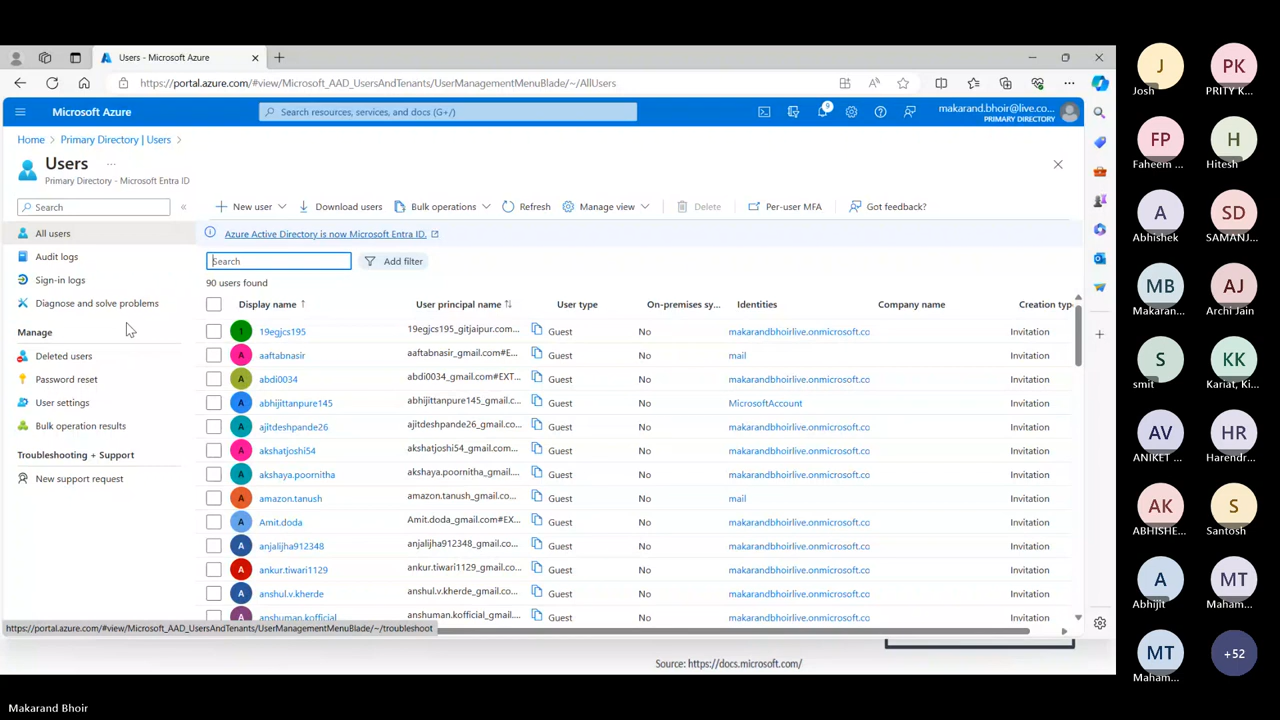 Users - Microsoft Azure
https://portal.azure.com/#view/Microsoft_AAD_UsersAndTenants/UserManagementMenuBlade/~/AllUsers
Microsoft Azure
Search resources, services, and docs (G+/)
9
makarand.bhoir@live.co...
PRIMARY DIRECTORY
Home > Primary Directory | Users >
Users ...
Primary Directory - Microsoft Entra ID
Search
All users
Audit logs
Sign-in logs
Diagnose and solve problems
Manage
Deleted users
Password reset
User settings
Bulk operation results
Troubleshooting + Support
New support request
New user Download users Bulk operations Refresh Manage view Delete Per-user MFA Got feedback?
Azure Active Directory is now Microsoft Entra ID.
Search Add filter
90 users found
Display name ↑ User principal name ↑↓ User type On-premises sy... Identities Company name Creation ty
1 19egjcs195 19egjcs195_gitjaipur.com... Guest No makarandbhoirlive.onmicrosoft.co Invitation
A aaftabnasir aaftabnasir_gmail.com#E... Guest No mail Invitation
A abdi0034 abdi0034_gmail.com#EXT... Guest No makarandbhoirlive.onmicrosoft.co Invitation
A abhijittanpure145 abhijittanpure145_gmail.c... Guest No MicrosoftAccount Invitation
A ajitdeshpande26 ajitdeshpande26_gmail.co... Guest No makarandbhoirlive.onmicrosoft.co Invitation
A akshatjoshi54 akshatjoshi54_gmail.com#... Guest No makarandbhoirlive.onmicrosoft.co Invitation
A akshaya.poornitha akshaya.poornitha_gmail.... Guest No makarandbhoirlive.onmicrosoft.co Invitation
A amazon.tanush amazon.tanush_gmail.com... Guest No mail Invitation
A Amit.doda Amit.doda_gmail.com#EX... Guest No makarandbhoirlive.onmicrosoft.co Invitation
A anjalijha912348 anjalijha912348_gmail.co... Guest No makarandbhoirlive.onmicrosoft.co Invitation
A ankur.tiwari1129 ankur.tiwari1129_gmail.co... Guest No makarandbhoirlive.onmicrosoft.co Invitation
A anshul.v.kherde anshul.v.kherde_gmail.co... Guest No makarandbhoirlive.onmicrosoft.co Invitation
A anshuman.kofficial anshuman.kofficial_gmail... Guest No makarandbhoirlive.onmicrosoft.co Invitation
https://portal.azure.com/#view/Microsoft_AAD_UsersAndTenants/UserManagementMenuBlade/~/troubleshoot
Source: https://docs.microsoft.com/
Makarand Bhoir
J PK
Josh PRITY K...
FP H
Faheem ... Hitesh
A SD
Abhishek SAMANJ...
MB AJ
Makaran... Archi Jain
S KK
smit Kariat, Ki...
AV HR
ANIKET ... Harendr...
AK S
ABHISHE... Santosh
A MT
Abhijit Maham...
MT +52
Maham...